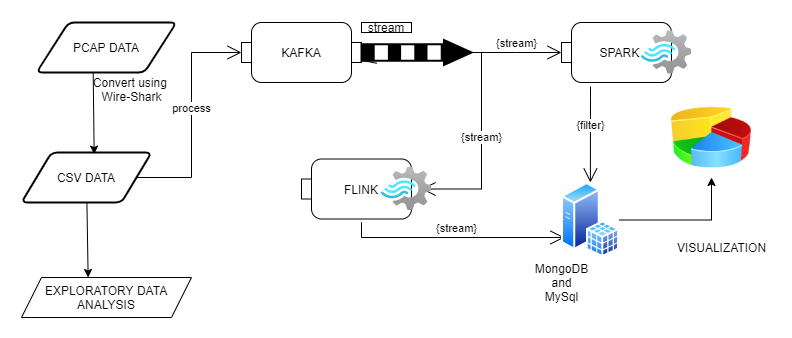 PCAP DATA
Convert using
Wire-Shark
CSV DATA
process
EXPLORATORY DATA
ANALYSIS
KAFKA
stream
{stream}
SPARK
{stream}
{filter}
FLINK
{stream}
MongoDB
and
MySql
VISUALIZATION